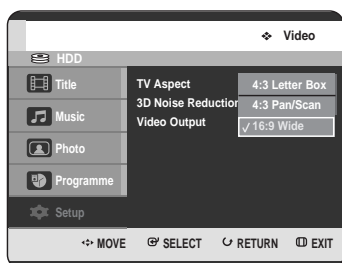 ❖ Video
HDD
Title
TV Aspect
4:3 Letter Box
3D Noise Reduction
4:3 Pan/Scan
Music
Video Output
✓ 16:9 Wide
Photo
Programme
Setup
MOVE SELECT RETURN EXIT